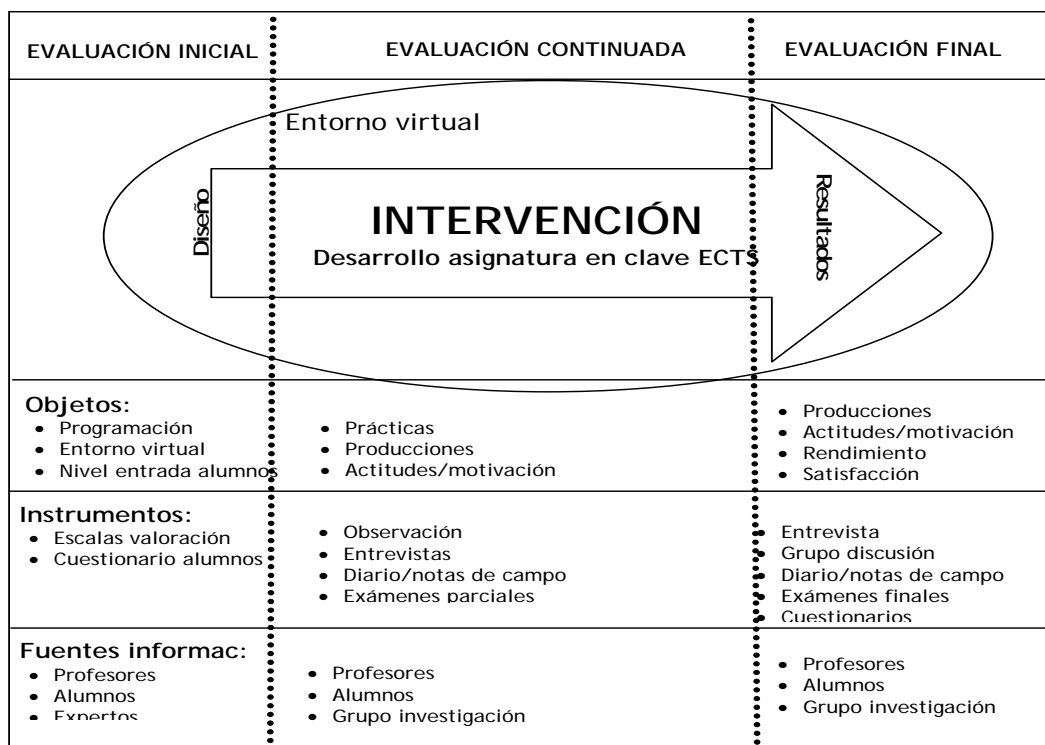 EVALUACIÓN INICIAL
EVALUACIÓN CONTINUADA
EVALUACIÓN FINAL
Entorno virtual
Diseño
INTERVENCIÓN
Desarrollo asignatura en clave ECTS
Resultados
Objetos:
• Programación
• Entorno virtual
• Nivel entrada alumnos
• Prácticas
• Producciones
• Actitudes/motivación
• Producciones
• Actitudes/motivación
• Rendimiento
• Satisfacción
Instrumentos:
• Escalas valoración
• Cuestionario alumnos
• Observación
• Entrevistas
• Diario/notas de campo
• Exámenes parciales
• Entrevista
• Grupo discusión
• Diario/notas de campo
• Exámenes finales
• Cuestionarios
Fuentes informac:
• Profesores
• Alumnos
• Expertos
• Profesores
• Alumnos
• Grupo investigación
• Profesores
• Alumnos
• Grupo investigación